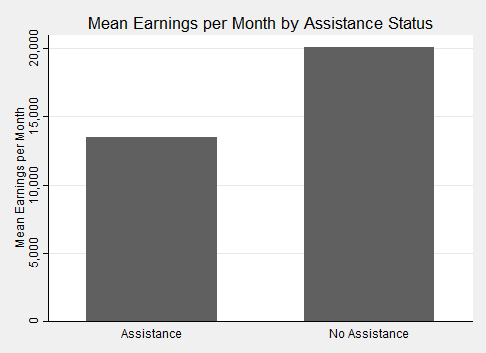 Mean Earnings per Month by Assistance Status
Mean Earnings per Month
20,000
15,000
10,000
5,000
0
Assistance
No Assistance